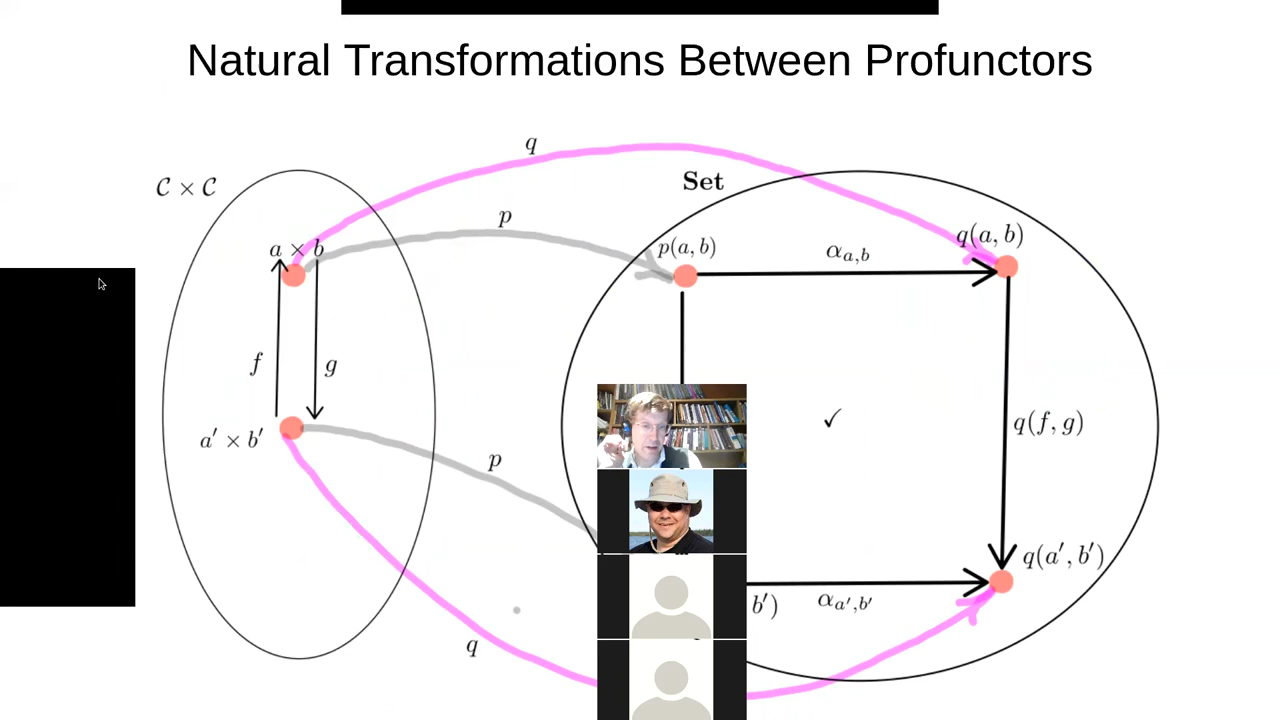 Natural Transformations Between Profunctors
q
𝒞 × 𝒞
Set
p
a × b
p(a, b)
α_{a,b}
q(a, b)
f
g
✓
q(f, g)
a′ × b′
p
q(a′, b′)
b′)
α_{a′,b′}
q